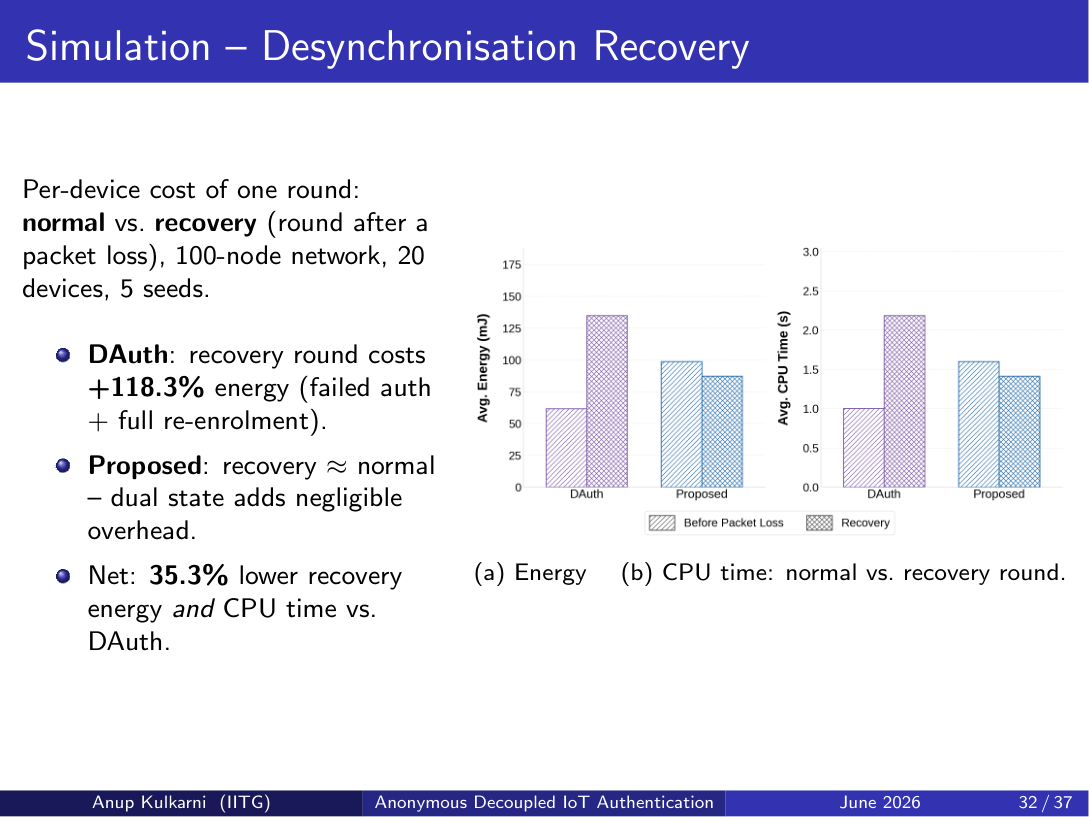 Simulation – Desynchronisation Recovery
Per-device cost of one round:
normal vs. recovery (round after a
packet loss), 100-node network, 20
devices, 5 seeds.
DAuth: recovery round costs
+118.3% energy (failed auth
+ full re-enrolment).
Proposed: recovery ≈ normal
– dual state adds negligible
overhead.
Net: 35.3% lower recovery
energy and CPU time vs.
DAuth.
Avg. Energy (mJ)
175
150
125
100
75
50
25
0
DAuth Proposed
Avg. CPU Time (s)
3.0
2.5
2.0
1.5
1.0
0.5
0.0
DAuth Proposed
Before Packet Loss Recovery
(a) Energy (b) CPU time: normal vs. recovery round.
Anup Kulkarni (IITG) Anonymous Decoupled IoT Authentication June 2026 32 / 37